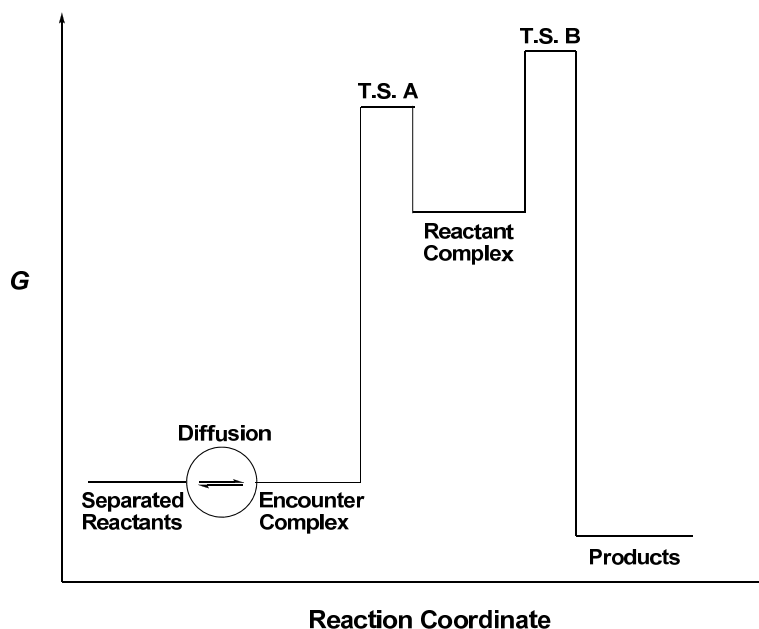 T.S. B
T.S. A
Reactant
Complex
G
Diffusion
Separated
Reactants
Encounter
Complex
Products
Reaction Coordinate